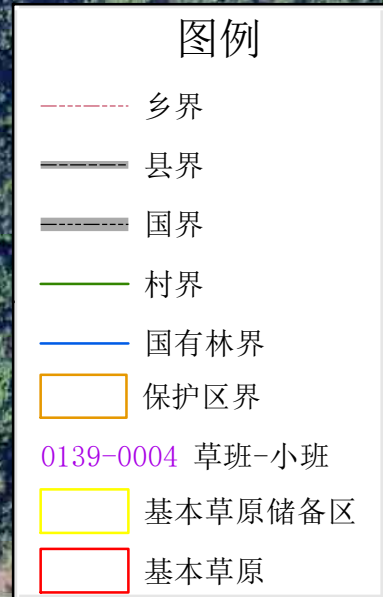 图例
乡界
县界
国界
村界
国有林界
保护区界
0139-0004 草班-小班
基本草原储备区
基本草原